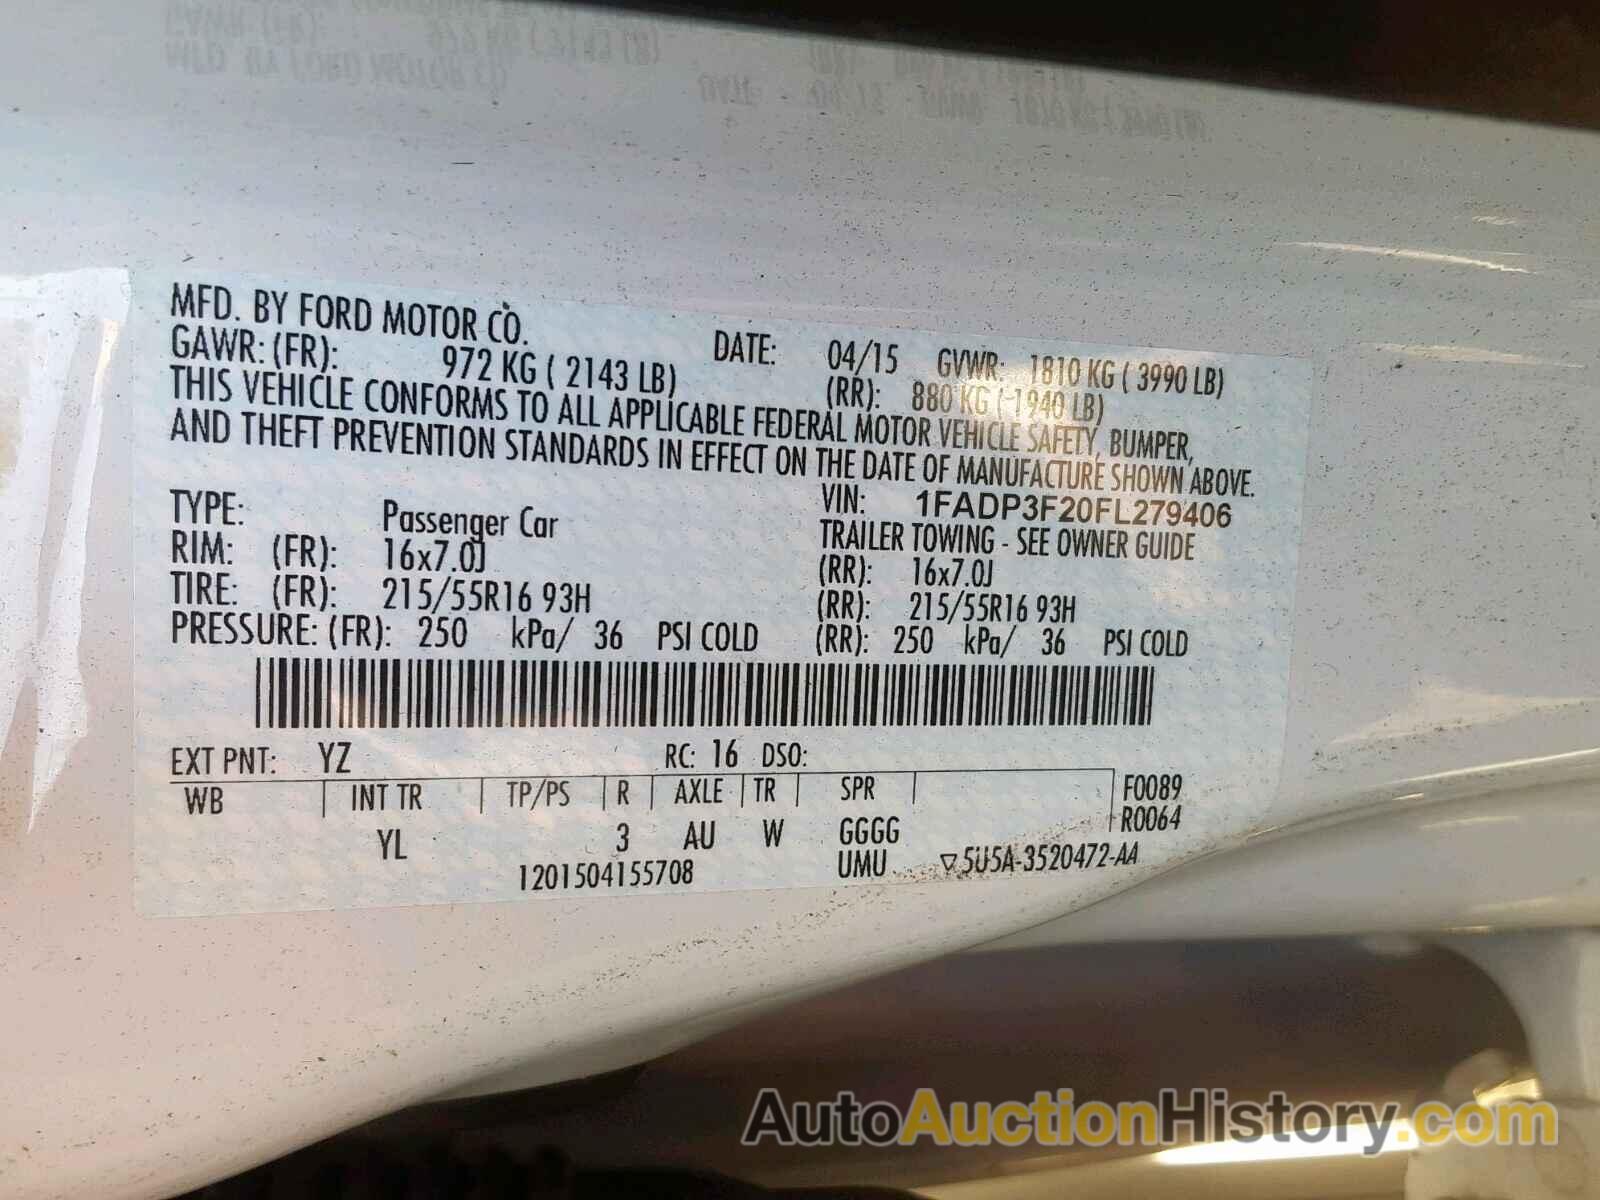 MFD. BY FORD MOTOR CO.
DATE: 04/15 GVWR: 1810 KG ( 3990 LB)
GAWR: (FR): 972 KG ( 2143 LB) (RR): 880 KG ( 1940 LB)
THIS VEHICLE CONFORMS TO ALL APPLICABLE FEDERAL MOTOR VEHICLE SAFETY, BUMPER,
AND THEFT PREVENTION STANDARDS IN EFFECT ON THE DATE OF MANUFACTURE SHOWN ABOVE.
VIN: 1FADP3F20FL279406
TYPE: Passenger Car TRAILER TOWING - SEE OWNER GUIDE
RIM: (FR): 16x7.0J (RR): 16x7.0J
TIRE: (FR): 215/55R16 93H (RR): 215/55R16 93H
PRESSURE: (FR): 250 kPa/ 36 PSI COLD (RR): 250 kPa/ 36 PSI COLD
EXT PNT: YZ RC: 16 DSO:
WB INT TR TP/PS R AXLE TR SPR F0089
R0064
YL 3 AU W GGGG
1201504155708 UMU ▽5U5A-3520472-AA
AutoAuctionHistory.com